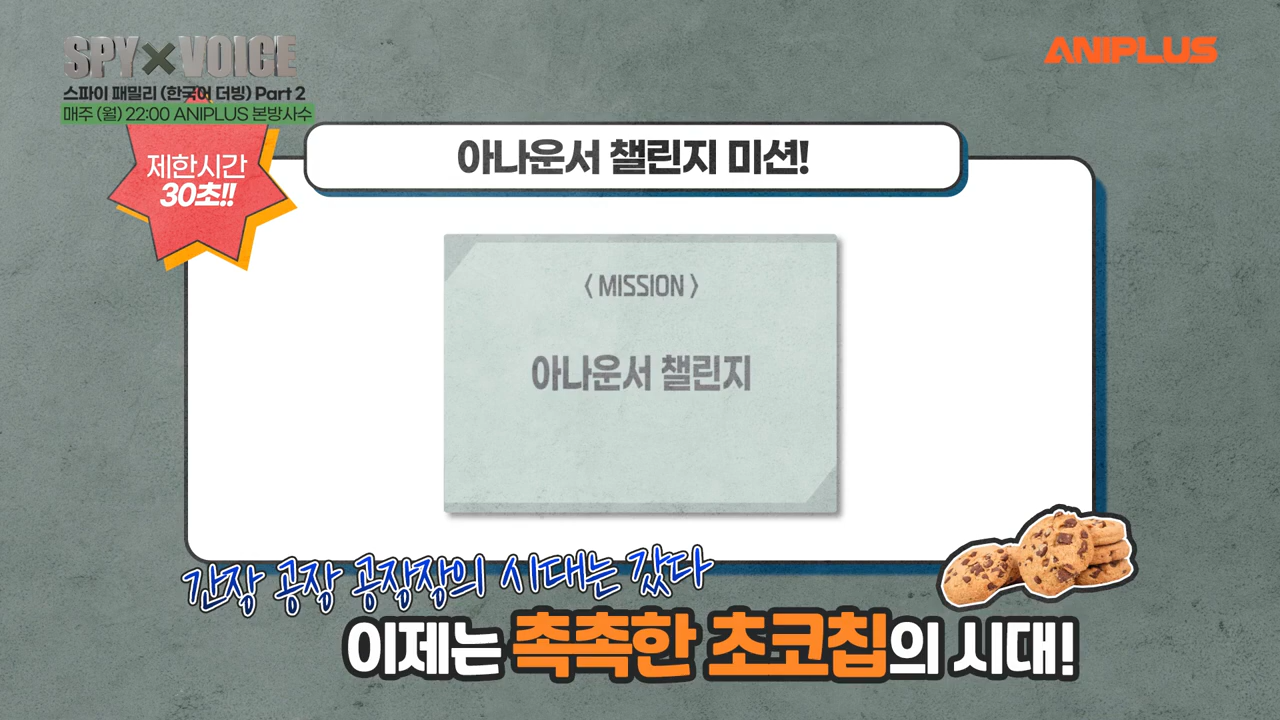 SPY×VOICE
스파이 패밀리 (한국어 더빙) Part 2
매주 (월) 22:00 ANIPLUS 본방사수
ANIPLUS
제한시간
30초!!
아나운서 챌린지 미션!
〈 MISSION 〉
아나운서 챌린지
간장 공장 공장장의 시대는 갔다
이제는 촉촉한 초코칩의 시대!